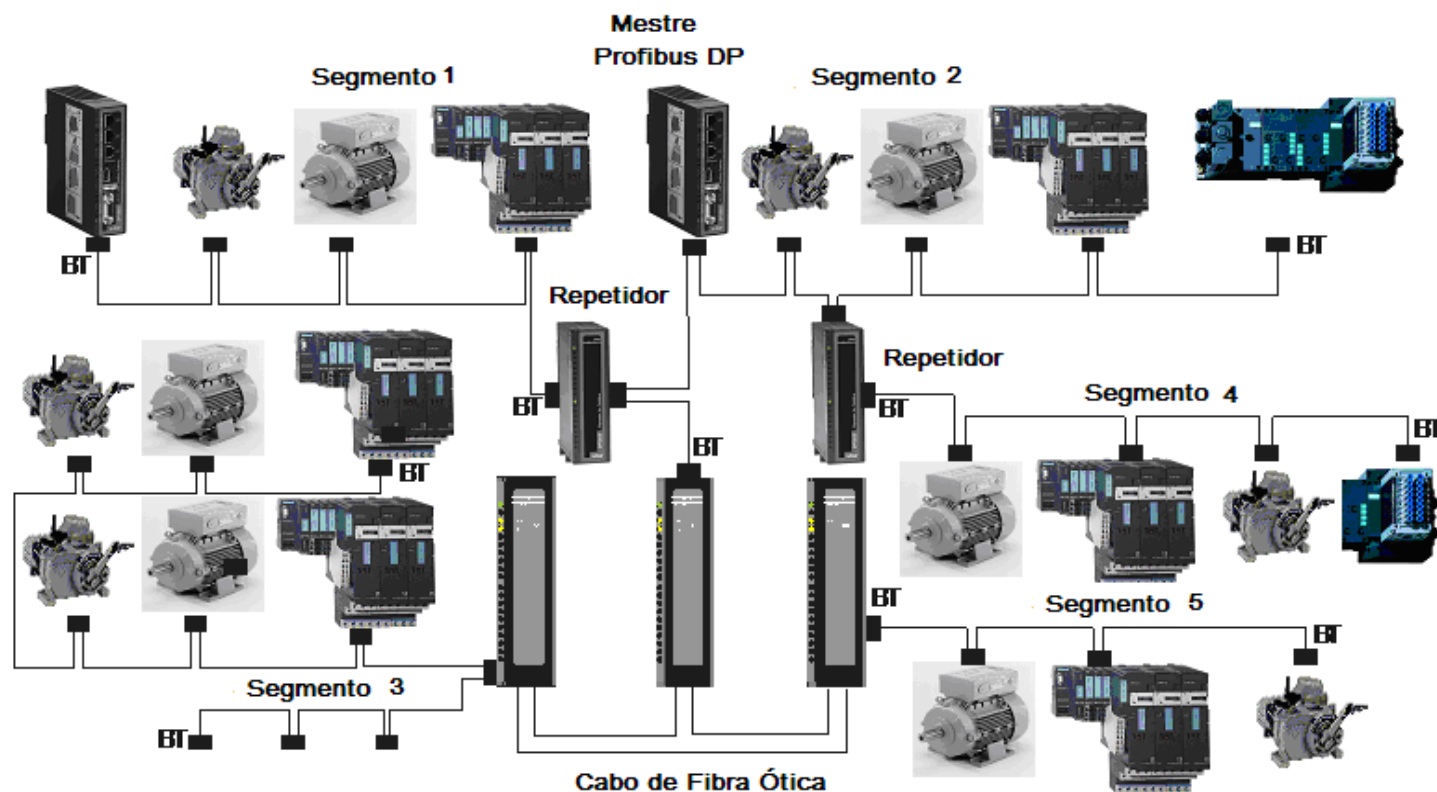 Mestre
Profibus DP
Segmento 1
Segmento 2
BT
BT
Repetidor
Repetidor
BT
BT
Segmento 4
BT
BT
BT
BT
Segmento 5
BT
Segmento 3
BT
Cabo de Fibra Ótica